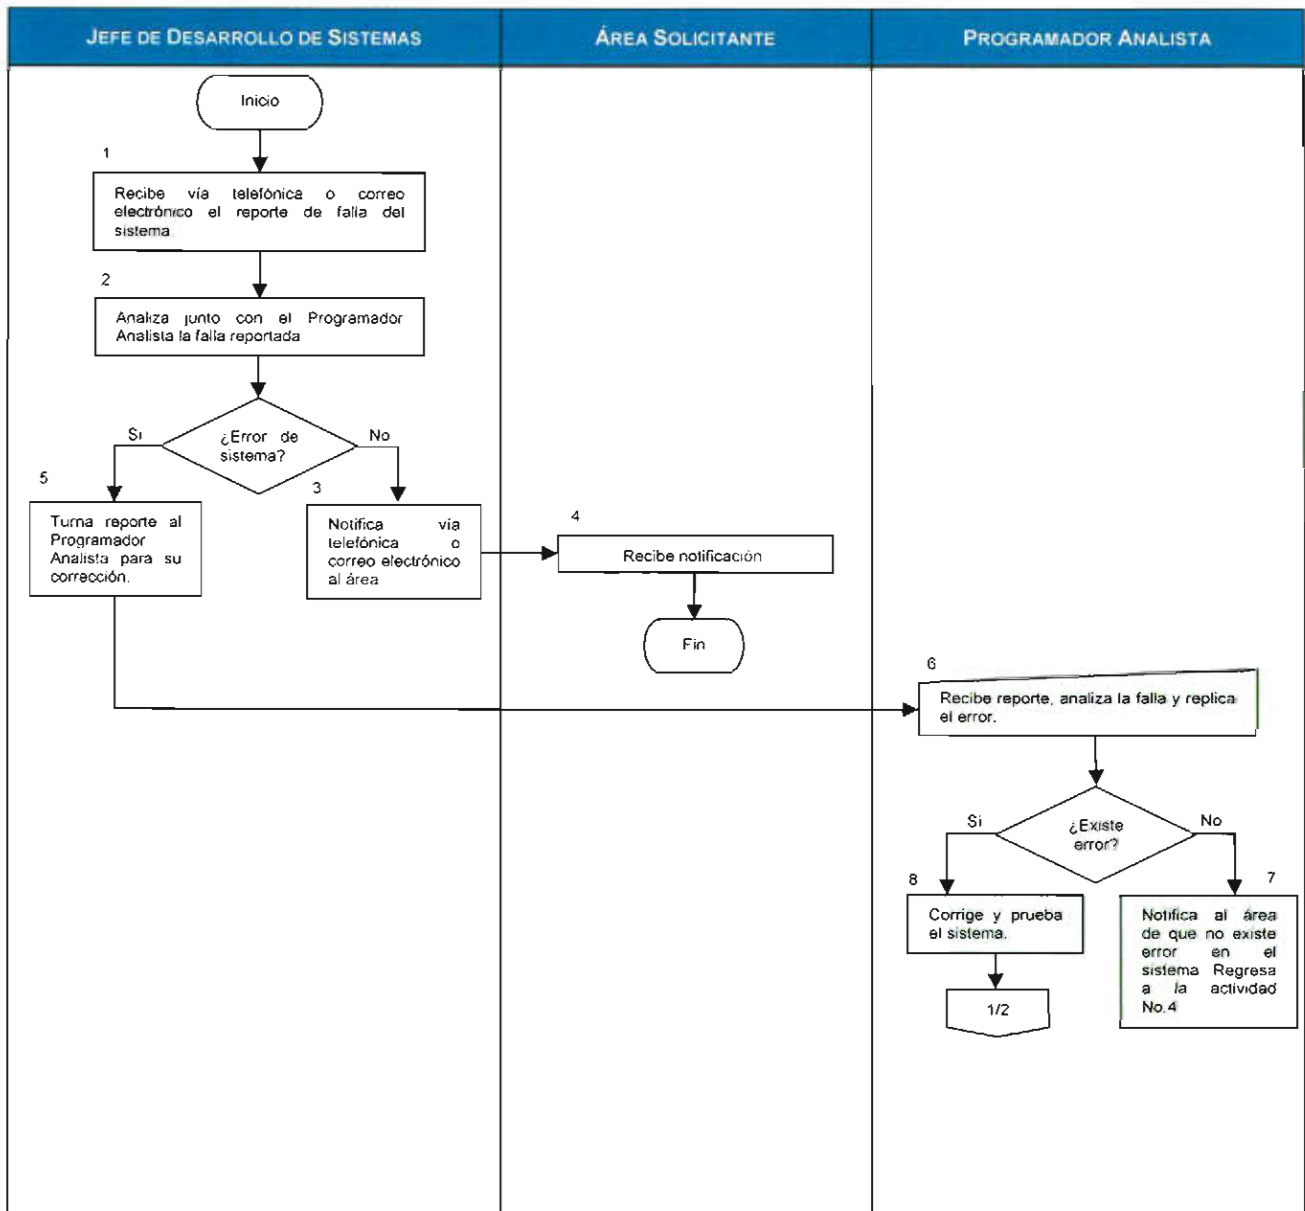 JEFE DE DESARROLLO DE SISTEMAS
ÁREA SOLICITANTE
PROGRAMADOR ANALISTA
Inicio
1
Recibe vía telefónica o correo
electrónico el reporte de falla del
sistema
2
Analiza junto con el Programador
Analista la falla reportada
¿Error de
sistema?
Si
No
5
Turna reporte al
Programador
Analista para su
corrección.
3
Notifica vía
telefónica o
correo electrónico
al área
4
Recibe notificación
Fin
6
Recibe reporte, analiza la falla y replica
el error.
¿Existe
error?
Si
No
8
Corrige y prueba
el sistema.
1/2
7
Notifica al área
de que no existe
error en el
sistema Regresa
a la actividad
No.4